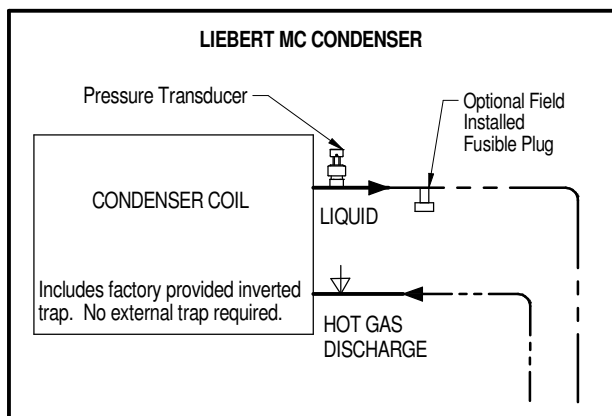 LIEBERT MC CONDENSER
Pressure Transducer
Optional Field
Installed
Fusible Plug
CONDENSER COIL
LIQUID
Includes factory provided inverted
trap. No external trap required.
HOT GAS
DISCHARGE